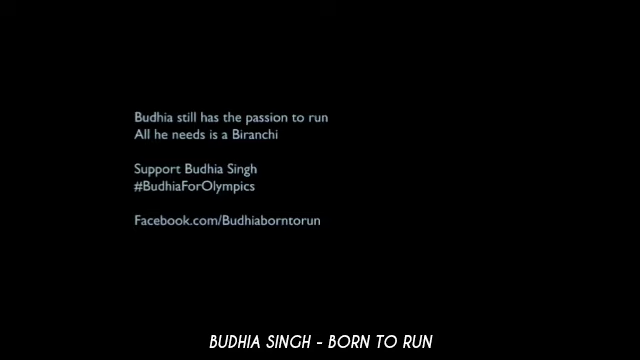 Budhia still has the passion to run
All he needs is a Biranchi
Support Budhia Singh
#BudhiaForOlympics
Facebook.com/Budhiaborntorun
BUDHIA SINGH - BORN TO RUN